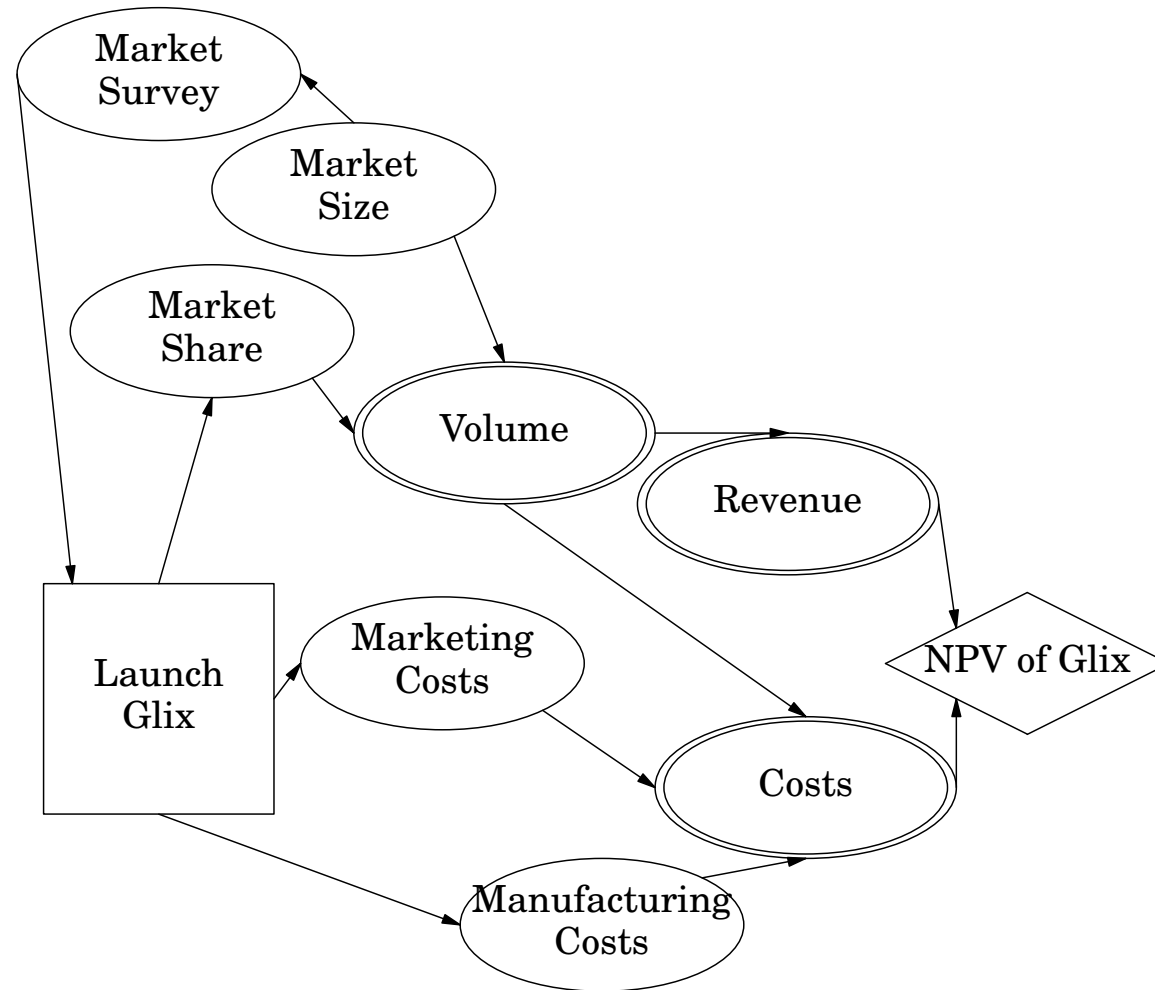 Market
Survey
Market
Size
Market
Share
Volume
Revenue
Marketing
Costs
NPV of Glix
Launch
Glix
Costs
Manufacturing
Costs